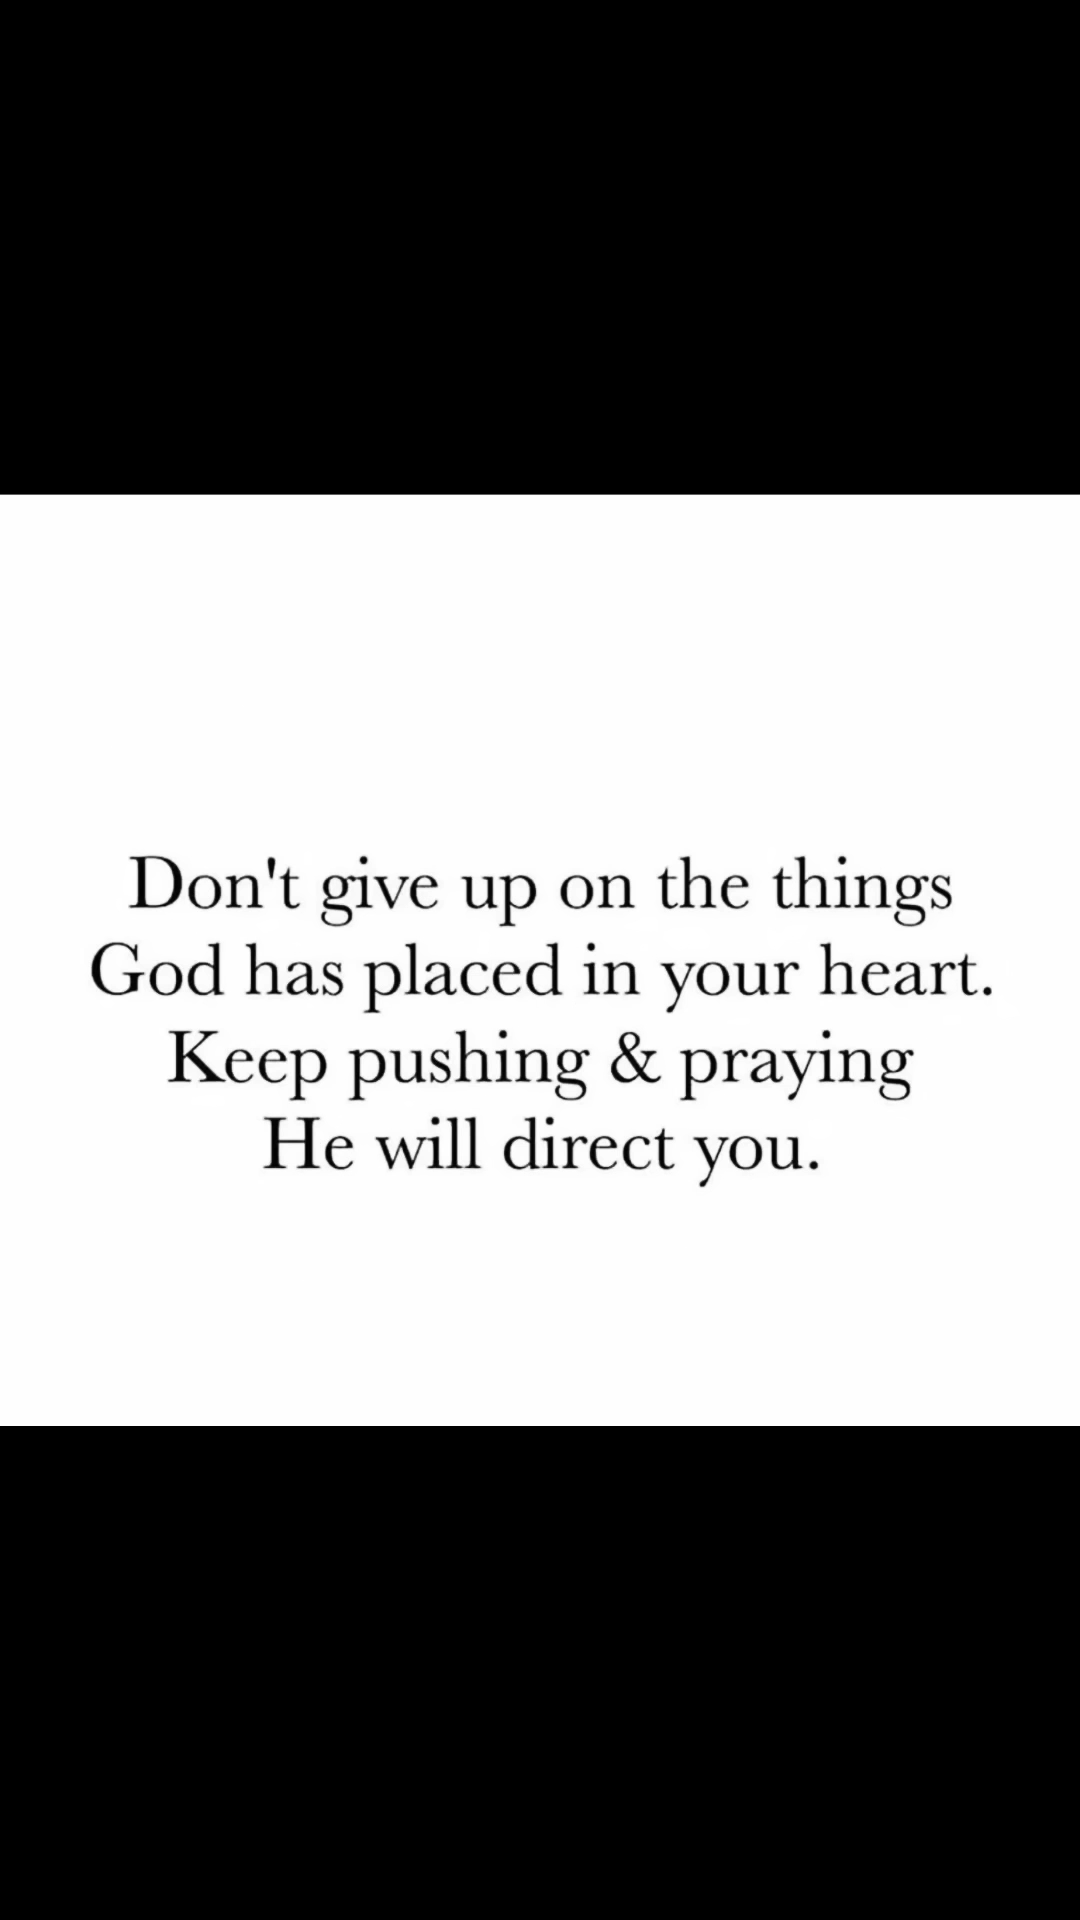 Don't give up on the things
God has placed in your heart.
Keep pushing & praying
He will direct you.